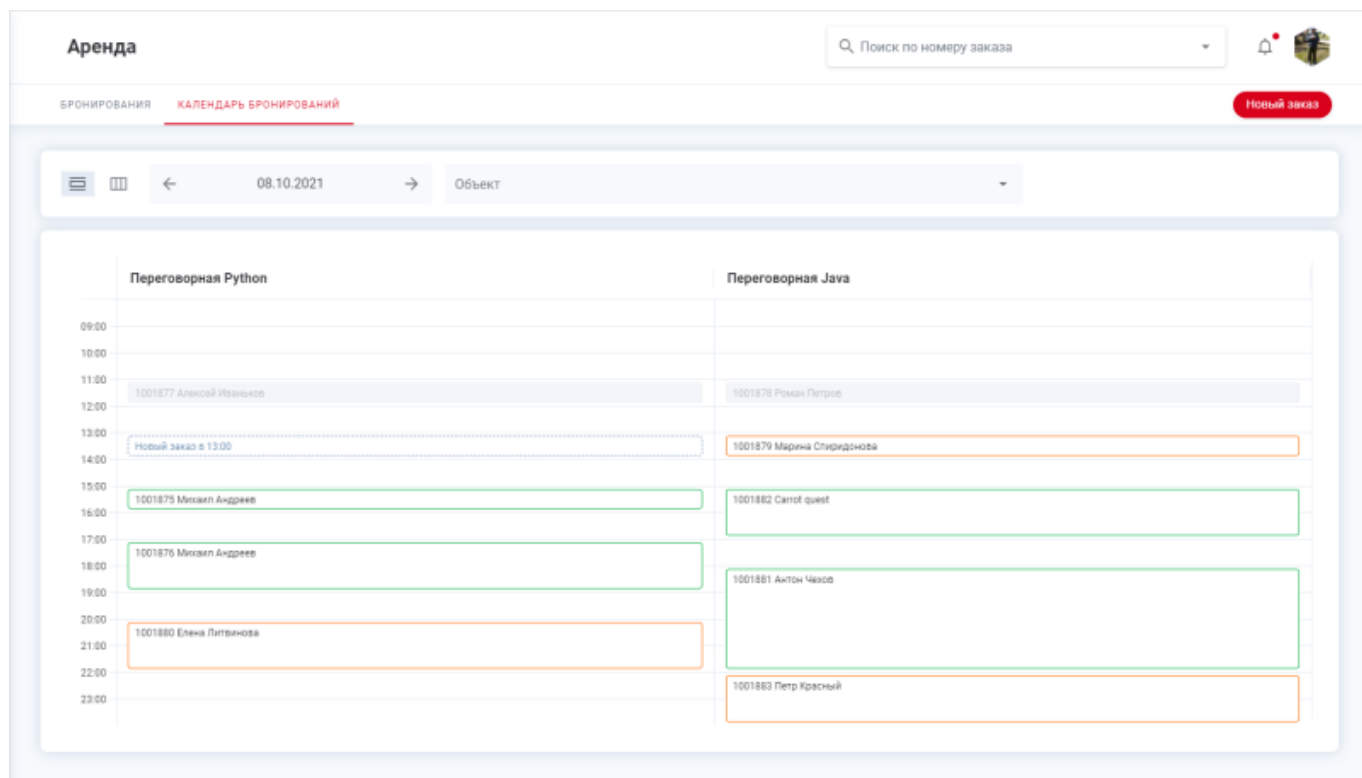 Аренда
Поиск по номеру заказа
БРОНИРОВАНИЯ
КАЛЕНДАРЬ БРОНИРОВАНИЙ
Новый заказ
08.10.2021
Объект
Переговорная Python
Переговорная Java
09:00
10:00
11:00
1001877 Алексей Иваньков
1001878 Роман Петров
12:00
13:00
Новый заказ в 13:00
1001879 Марина Спиридонова
14:00
15:00
1001875 Михаил Андреев
1001882 Carrot quest
16:00
17:00
1001876 Михаил Андреев
18:00
1001881 Антон Чехов
19:00
20:00
1001880 Елена Литвинова
21:00
22:00
1001883 Петр Красный
23:00